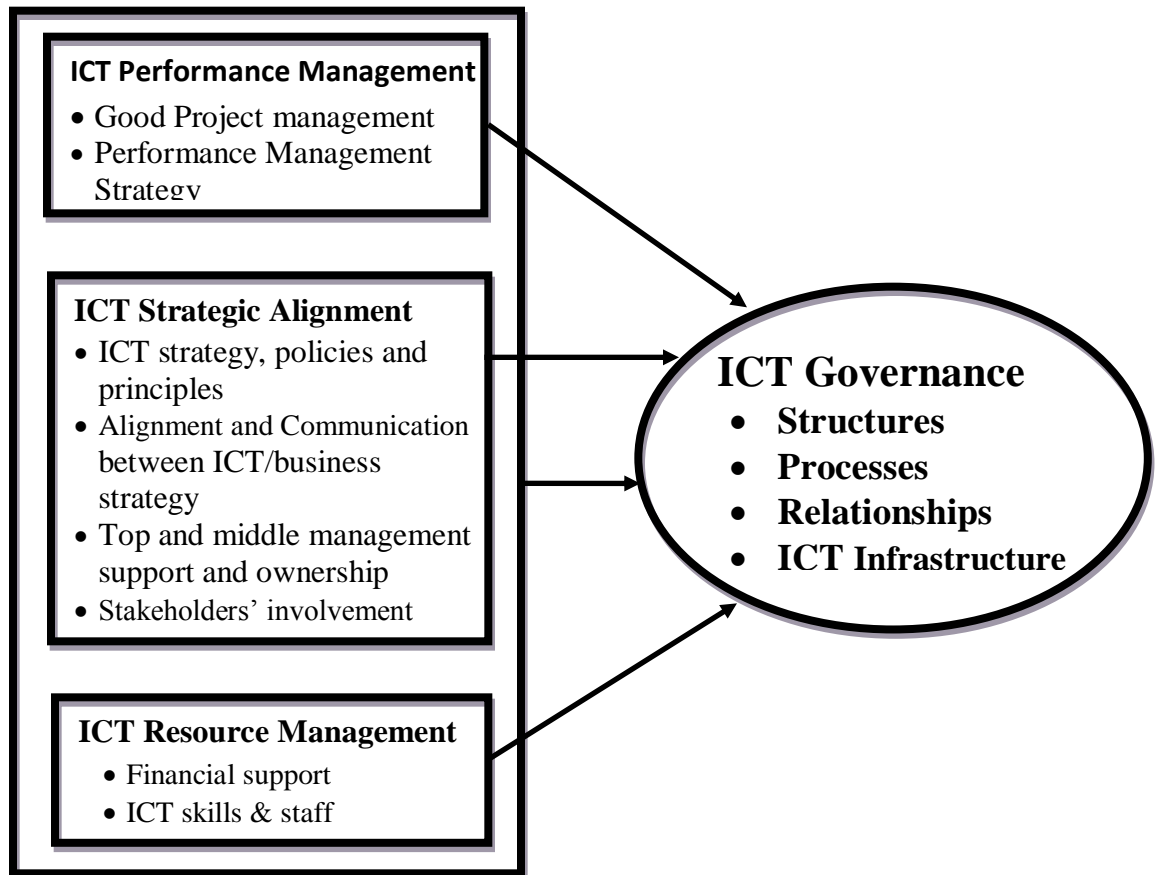 ICT Performance Management
• Good Project management
• Performance Management
Strategy
ICT Strategic Alignment
• ICT strategy, policies and
principles
• Alignment and Communication
between ICT/business
strategy
• Top and middle management
support and ownership
• Stakeholders’ involvement
ICT Resource Management
• Financial support
• ICT skills & staff
ICT Governance
• Structures
• Processes
• Relationships
• ICT Infrastructure